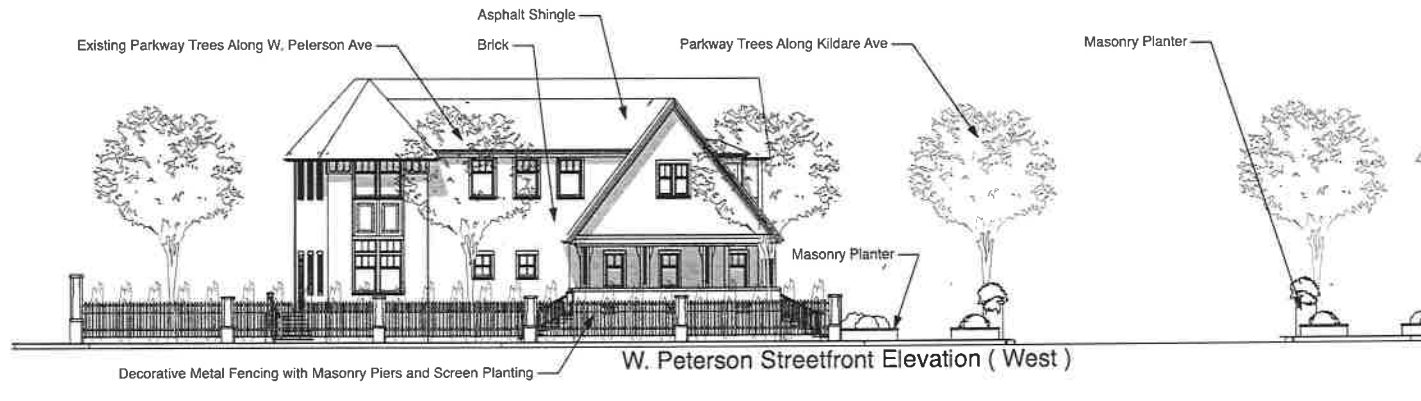 Asphalt Shingle
Existing Parkway Trees Along W. Peterson Ave
Brick
Parkway Trees Along Kildare Ave
Masonry Planter
Masonry Planter
W. Peterson Streetfront Elevation ( West )
Decorative Metal Fencing with Masonry Piers and Screen Planting